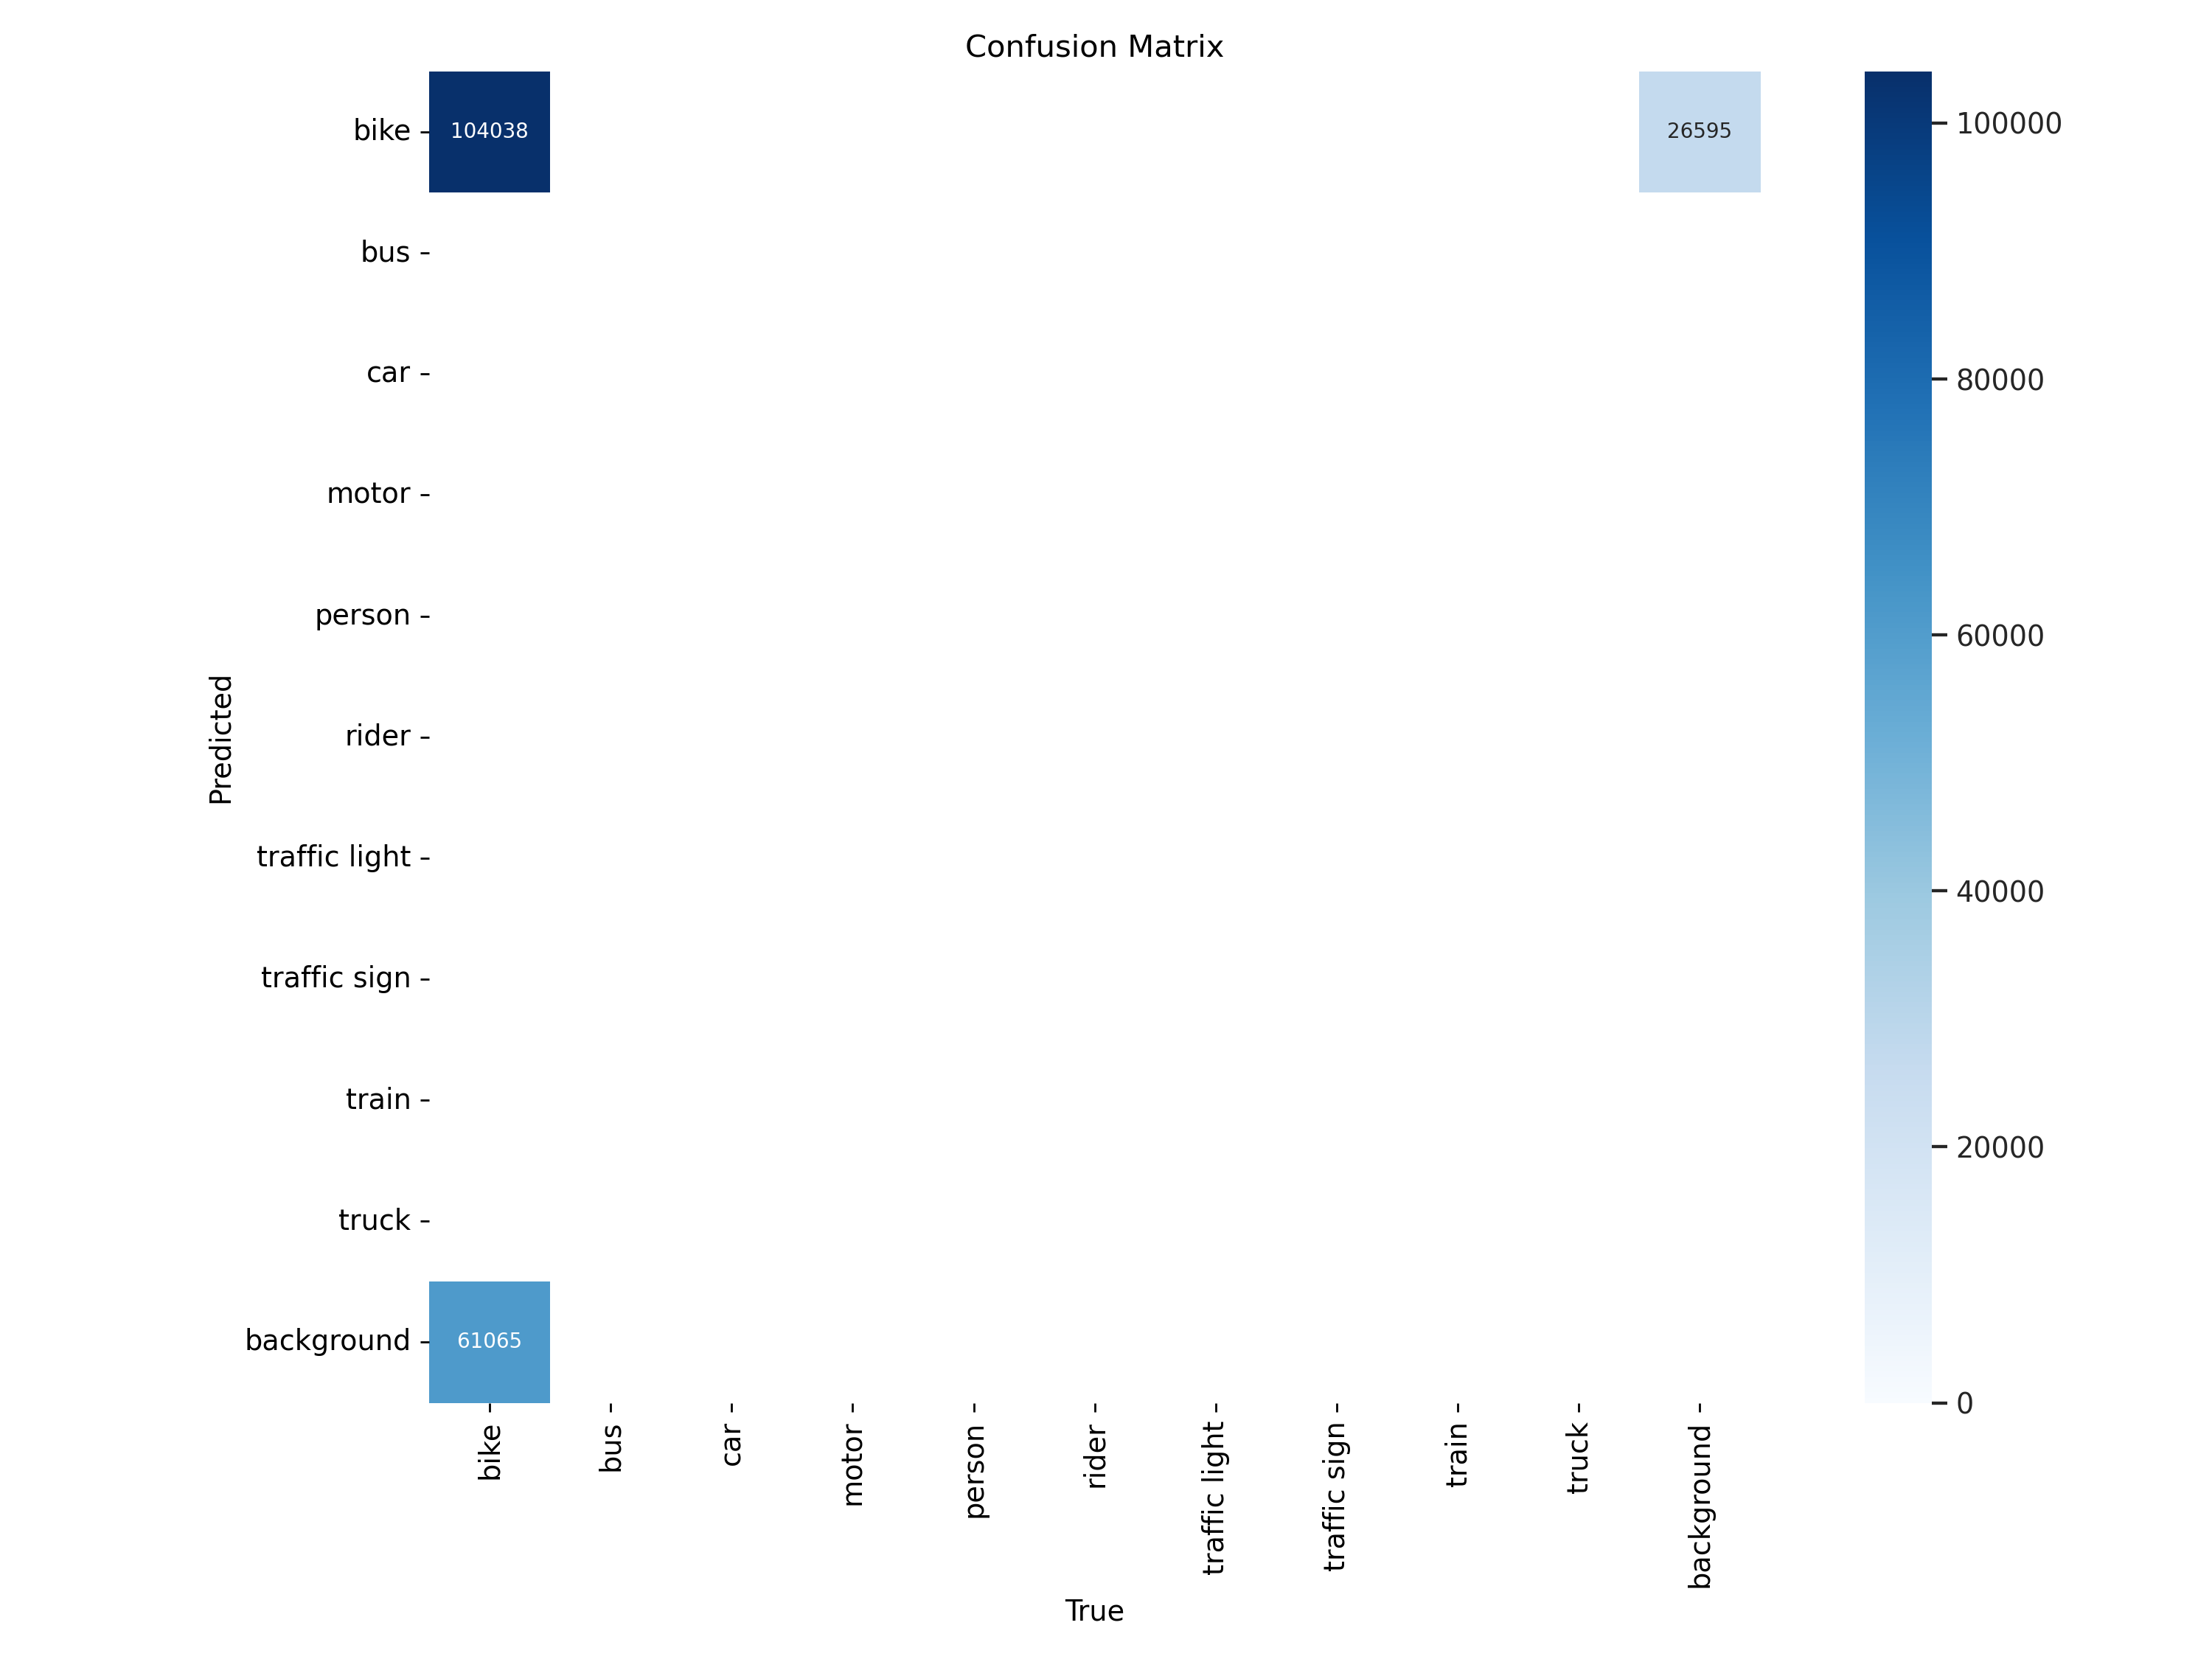 Confusion Matrix
bike
104038
26595
bus
car
motor
person
rider
traffic light
traffic sign
train
truck
background
61065
Predicted
bike
bus
car
motor
person
rider
traffic light
traffic sign
train
truck
background
True
100000
80000
60000
40000
20000
0